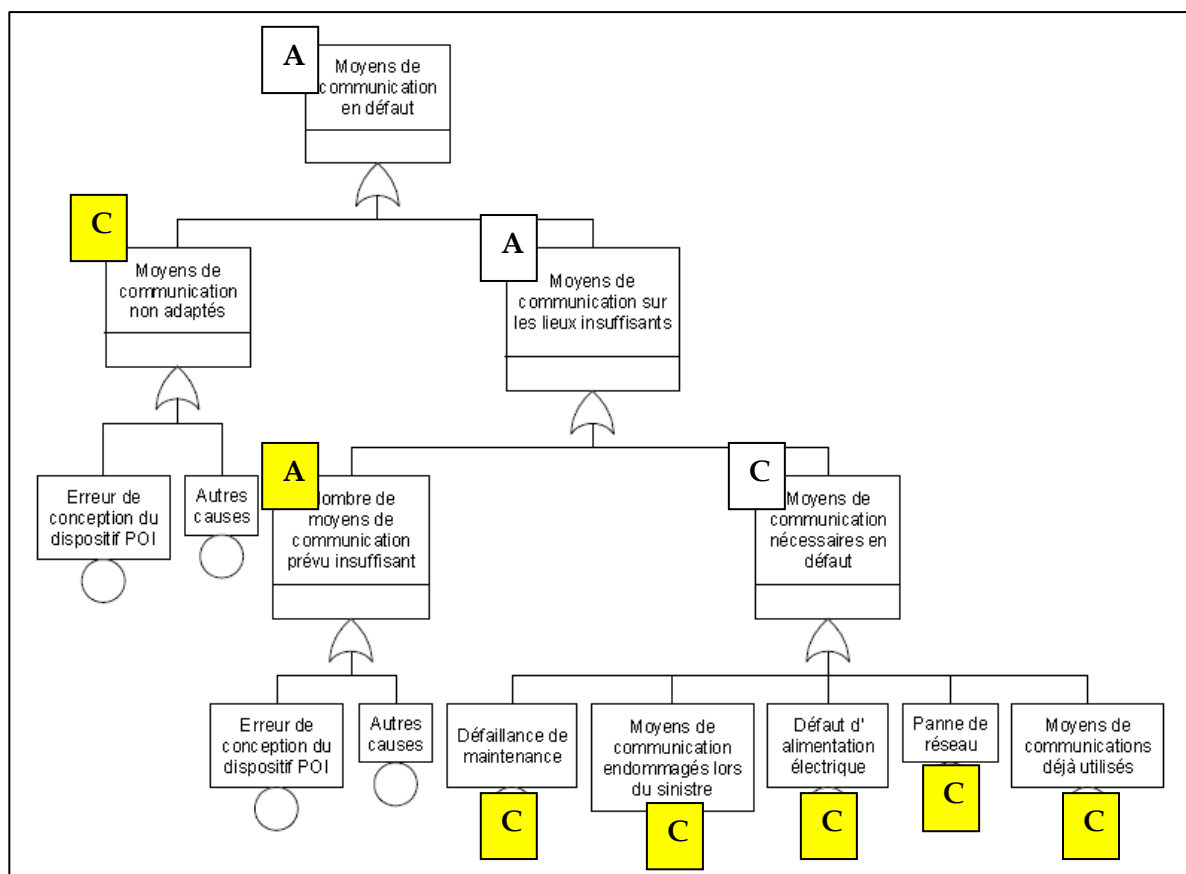 A
Moyens de
communication
en défaut
C
Moyens de
communication
non adaptés
A
Moyens de
communication sur
les lieux insuffisants
Erreur de
conception du
dispositif POI
Autres
causes
A
Nombre de
moyens de
communication
prévu insuffisant
C
Moyens de
communication
nécessaires en
défaut
Erreur de
conception du
dispositif POI
Autres
causes
Défaillance de
maintenance
C
Moyens de
communication
endommagés lors
du sinistre
C
Défaut d'
alimentation
électrique
C
Panne de
réseau
C
Moyens de
communications
déjà utilisés
C